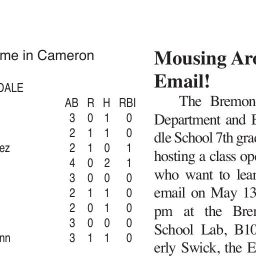 me in Cameron
DALE
AB R H RBI
3 0 1 0
2 1 1 0
ez 2 1 0 1
4 0 2 1
3 0 0 0
2 1 1 0
2 0 1 0
3 0 0 0
nn 3 1 1 0
Mousing Aro
Email!
The Bremon
Department and E
dle School 7th grad
hosting a class ope
who want to lear
email on May 13
pm at the Brem
School Lab, B10
erly Swick, the E